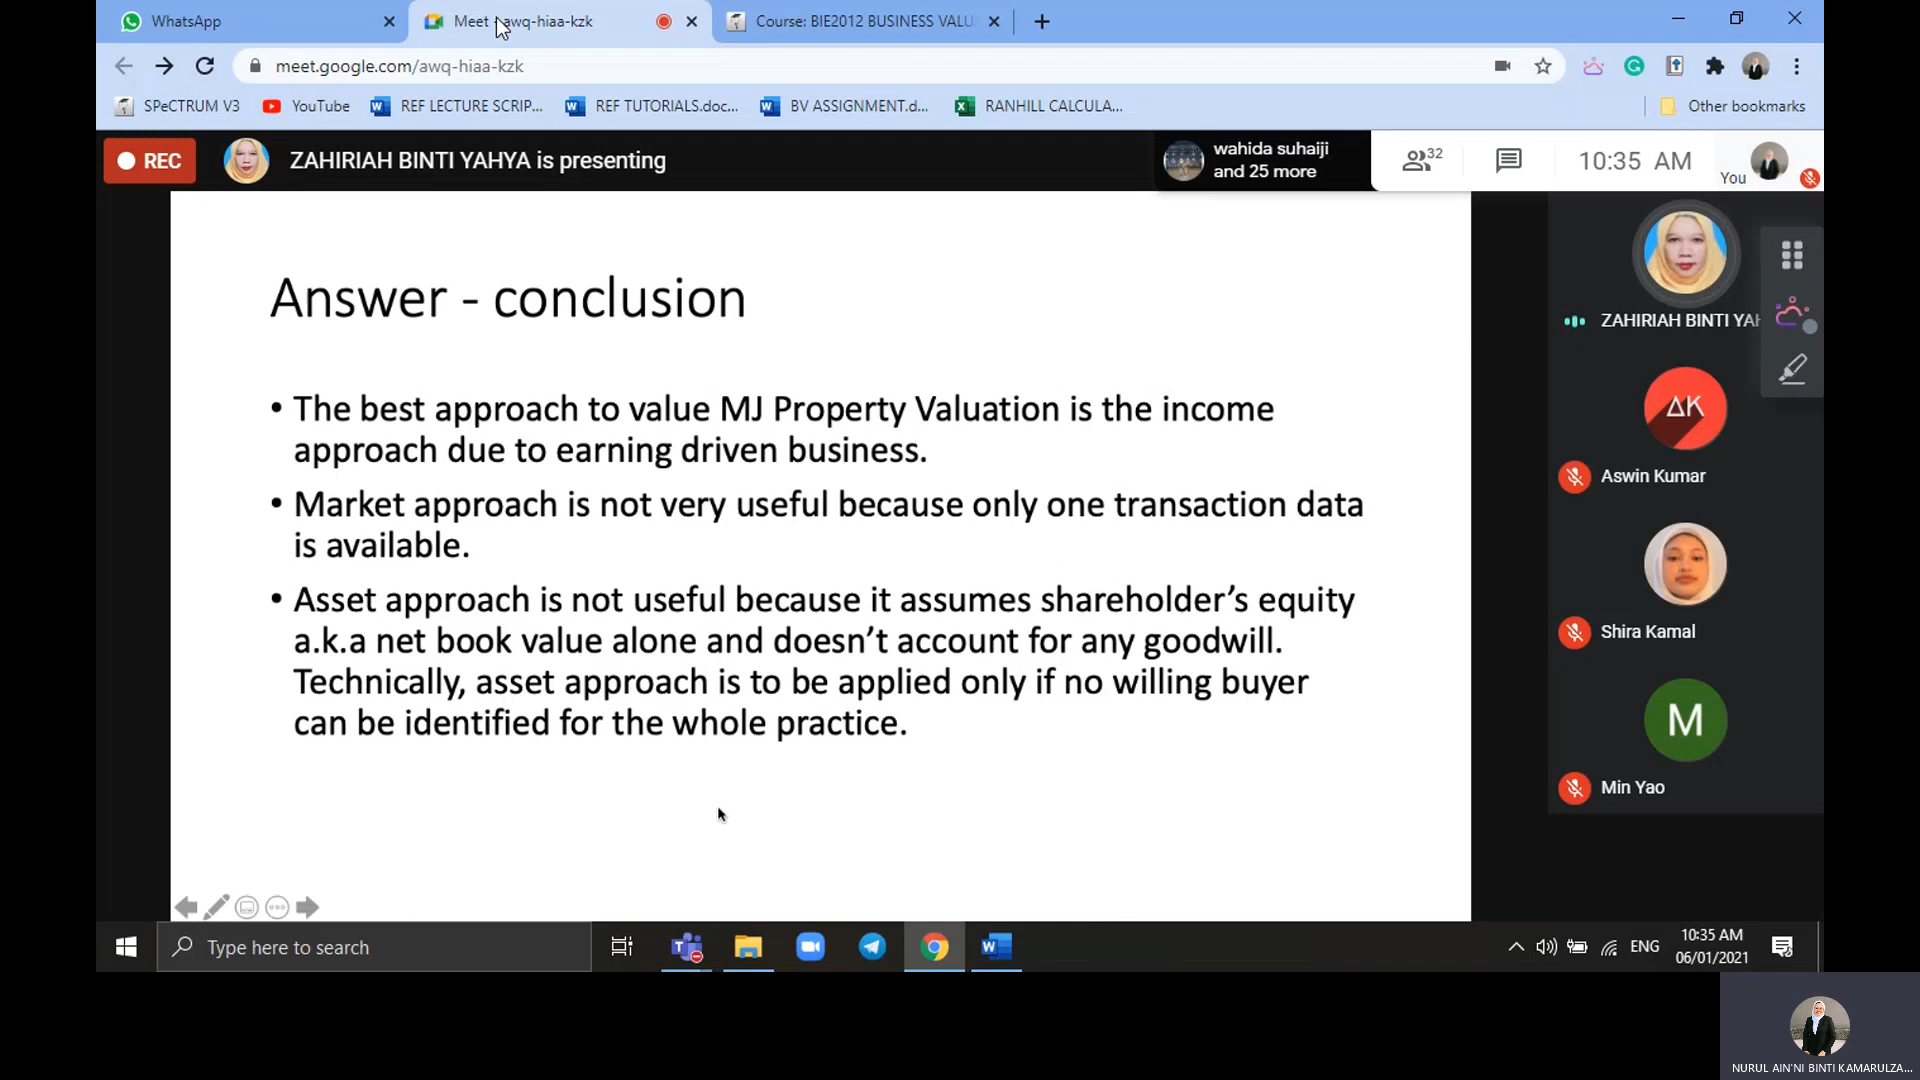 WhatsApp
Meet - awq-hiaa-kzk
Course: BIE2012 BUSINESS VALU
meet.google.com/awq-hiaa-kzk
SPeCTRUM V3
YouTube
REF LECTURE SCRIP...
REF TUTORIALS.doc...
BV ASSIGNMENT.d...
RANHILL CALCULA...
Other bookmarks
REC
ZAHIRIAH BINTI YAHYA is presenting
wahida suhaiji
and 25 more
32
10:35 AM
You
Answer - conclusion
• The best approach to value MJ Property Valuation is the income
approach due to earning driven business.
• Market approach is not very useful because only one transaction data
is available.
• Asset approach is not useful because it assumes shareholder’s equity
a.k.a net book value alone and doesn’t account for any goodwill.
Technically, asset approach is to be applied only if no willing buyer
can be identified for the whole practice.
ZAHIRIAH BINTI YAH
AK
Aswin Kumar
Shira Kamal
M
Min Yao
Type here to search
ENG
10:35 AM
06/01/2021
NURUL AIN'NI BINTI KAMARULZA...